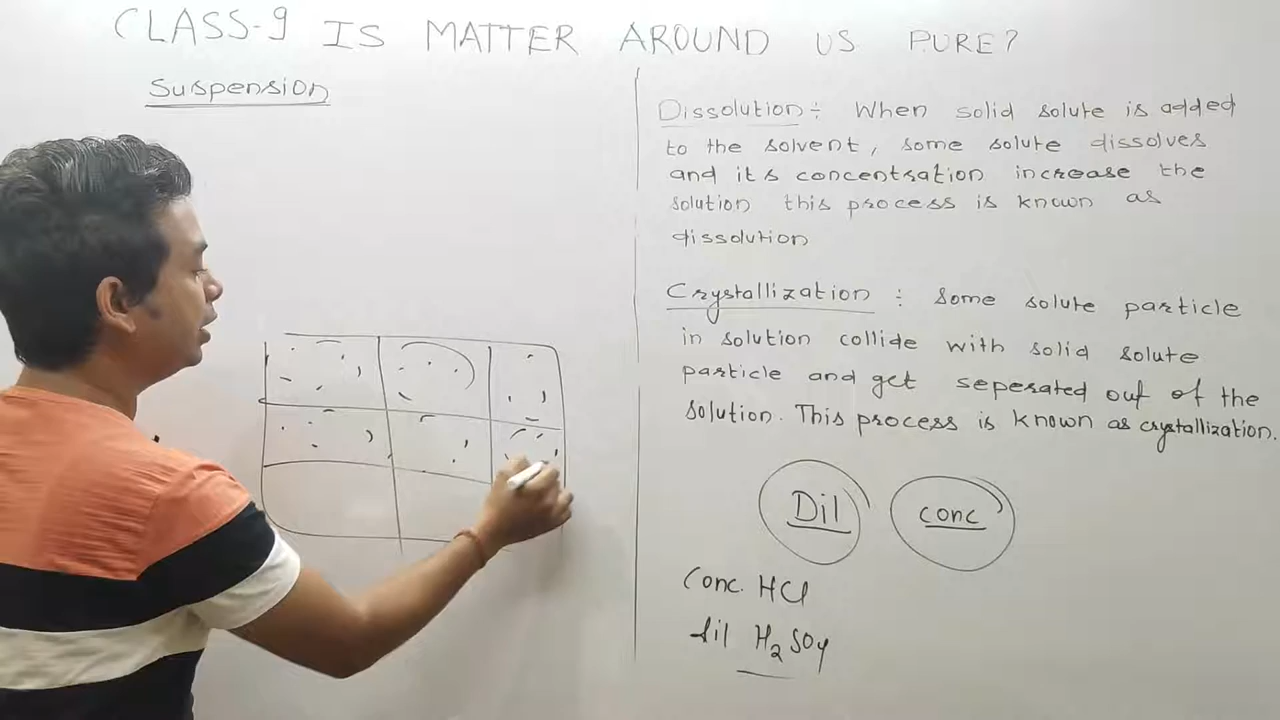 CLASS-9 IS MATTER AROUND US PURE?
Suspension
Dissolution ÷ When solid solute is added
to the solvent, some solute dissolves
and its concentration increase the
solution this process is known as
dissolution
Crystallization : Some solute particle
in solution collide with solid solute
particle and get seperated out of the
solution. This process is known as crystallization.
Dil conc
Conc. HCl
dil H₂SO₄